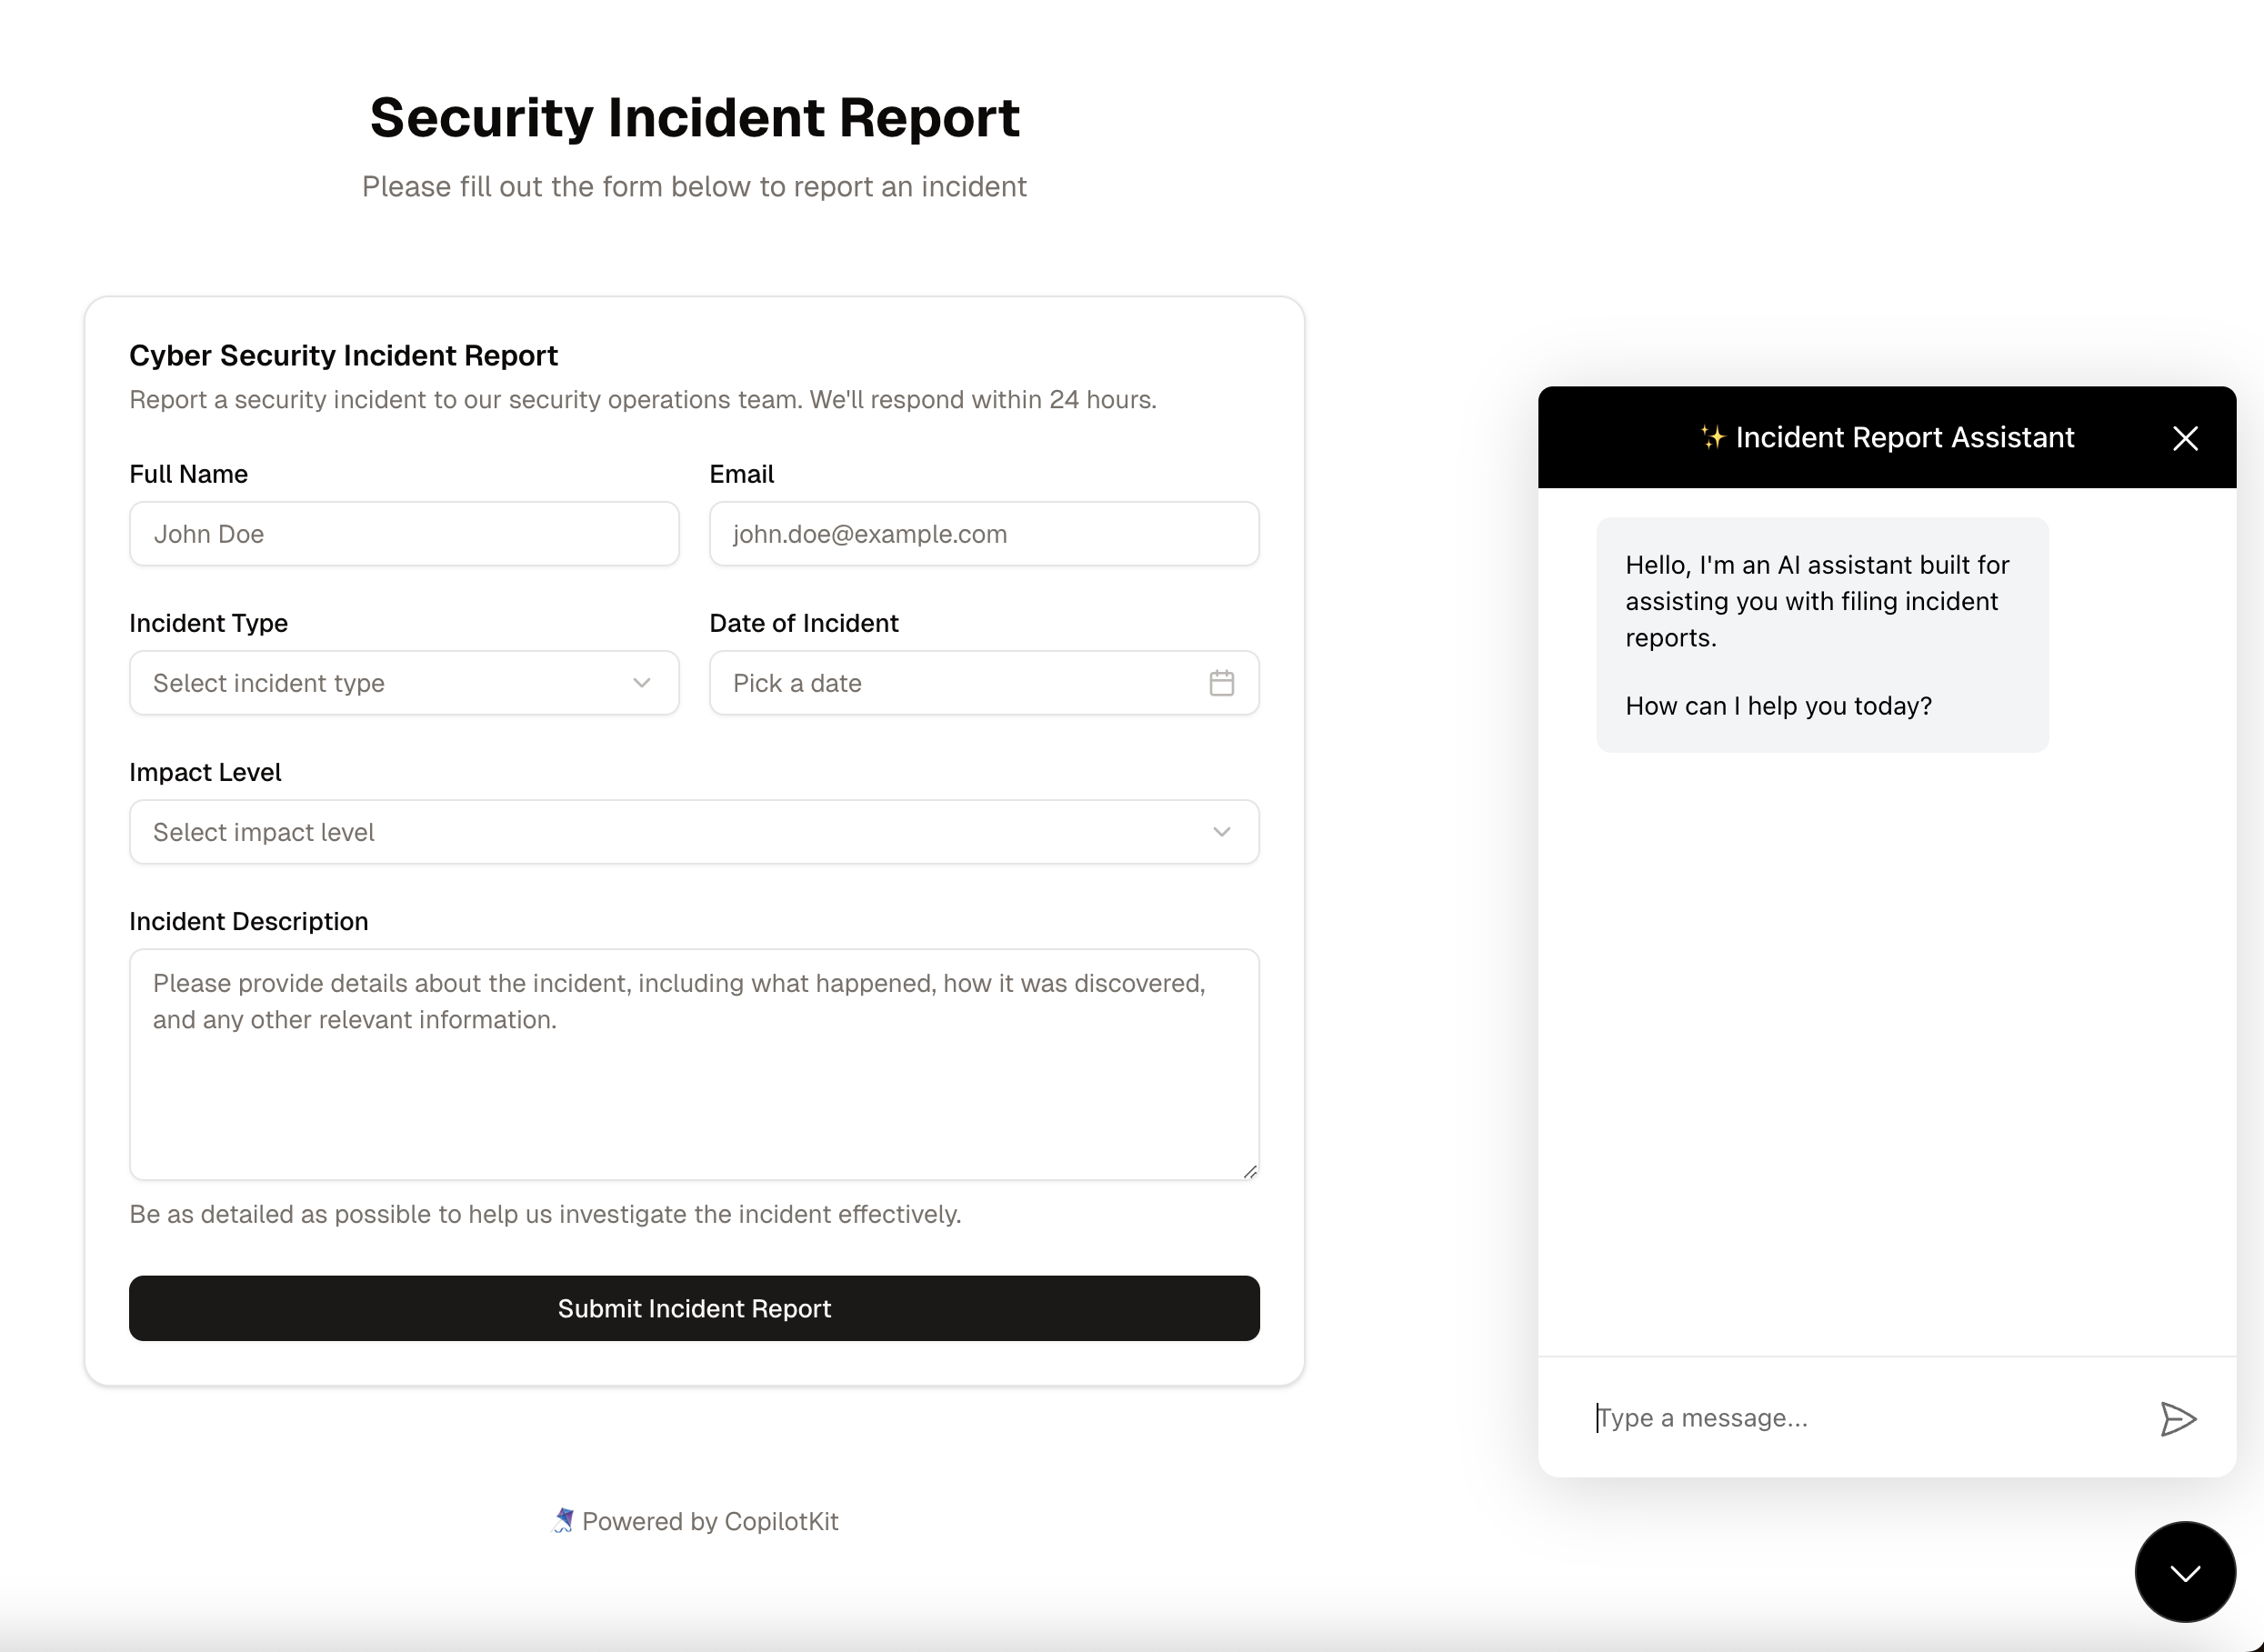 Security Incident Report
Please fill out the form below to report an incident
Cyber Security Incident Report
Report a security incident to our security operations team. We'll respond within 24 hours.
Full Name
John Doe
Email
john.doe@example.com
Incident Type
Select incident type
Date of Incident
Pick a date
Impact Level
Select impact level
Incident Description
Please provide details about the incident, including what happened, how it was discovered,
and any other relevant information.
Be as detailed as possible to help us investigate the incident effectively.
Submit Incident Report
🪁 Powered by CopilotKit
✨ Incident Report Assistant
Hello, I'm an AI assistant built for
assisting you with filing incident
reports.
How can I help you today?
Type a message...